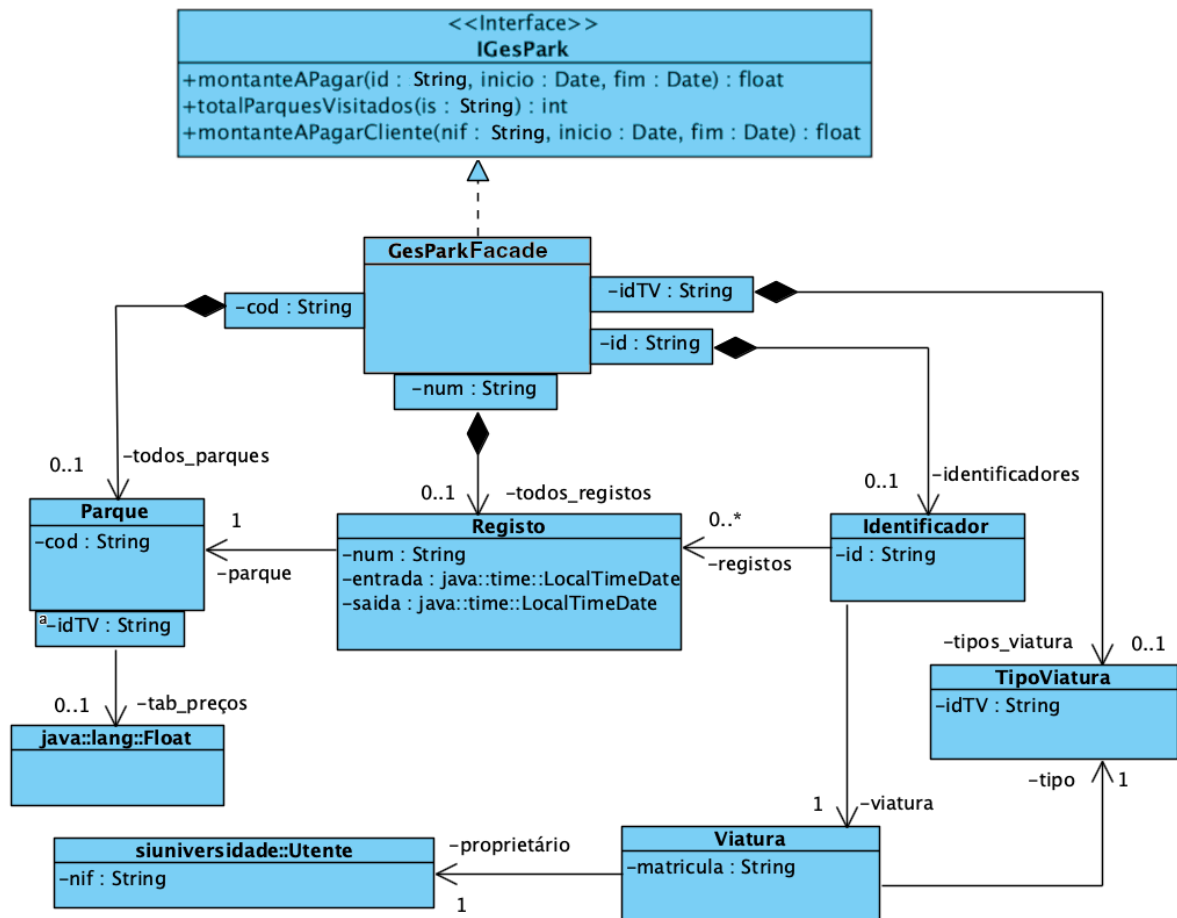 <<Interface>>
IGesPark
+montanteAPagar(id : String, inicio : Date, fim : Date) : float
+totalParquesVisitados(is : String) : int
+montanteAPagarCliente(nif : String, inicio : Date, fim : Date) : float
GesParkFacade
-cod : String
-idTV : String
-id : String
-num : String
0..1
-todos_parques
0..1
-todos_registos
0..1
-identificadores
Parque
-cod : String
1
-parque
Registo
-num : String
-entrada : java::time::LocalTimeDate
-saida : java::time::LocalTimeDate
0..*
-registos
Identificador
-id : String
a
-idTV : String
0..1
-tab_preços
java::lang::Float
-tipos_viatura
0..1
TipoViatura
-idTV : String
-tipo
1
1
-viatura
siuniversidade::Utente
-nif : String
-proprietário
1
Viatura
-matricula : String